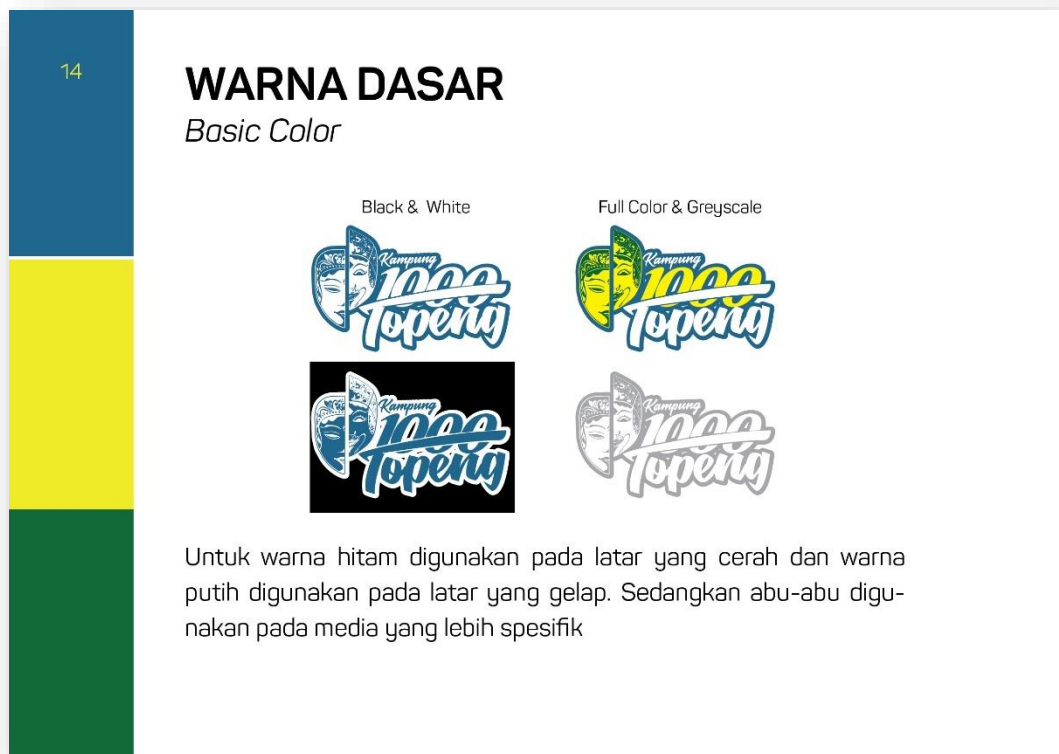 14
WARNA DASAR
Basic Color
Black & White
Full Color & Greyscale
Kampung
1000
Topeng
Kampung
1000
Topeng
Kampung
1000
Topeng
Kampung
1000
Topeng
Untuk warna hitam digunakan pada latar yang cerah dan warna
putih digunakan pada latar yang gelap. Sedangkan abu-abu digu-
nakan pada media yang lebih spesifik